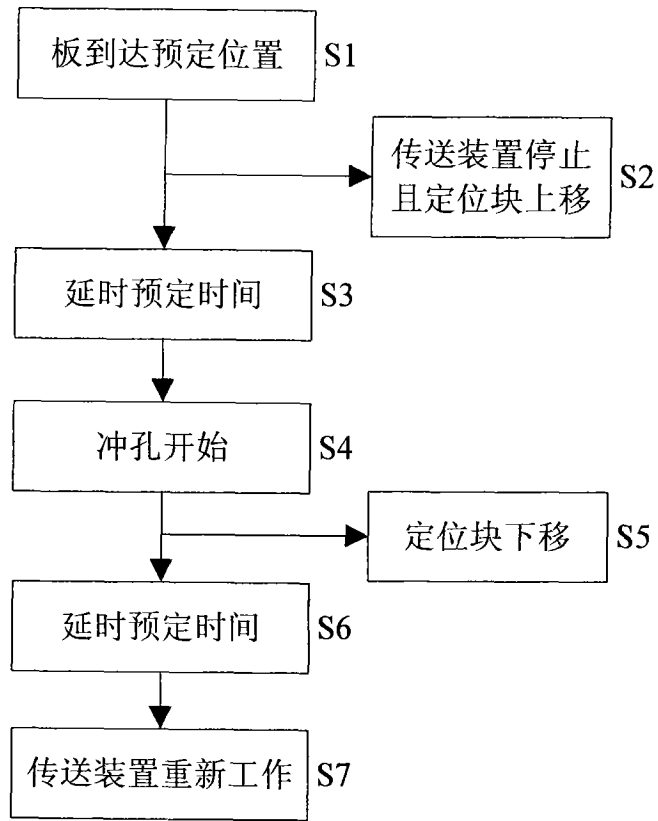 板到达预定位置 S1
传送装置停止
且定位块上移 S2
延时预定时间 S3
冲孔开始 S4
定位块下移 S5
延时预定时间 S6
传送装置重新工作 S7